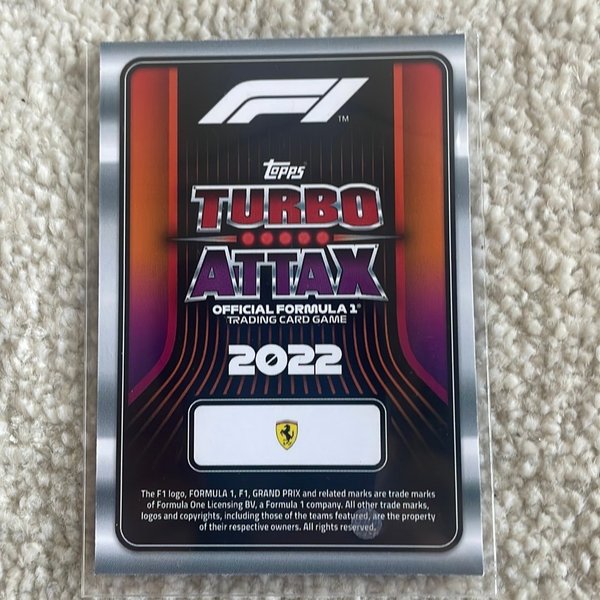 F1
TM
Topps
TURBO
ATTAX
OFFICIAL FORMULA 1®
TRADING CARD GAME
2022
The F1 logo, FORMULA 1, F1, GRAND PRIX and related marks are trade marks
of Formula One Licensing BV, a Formula 1 company. All other trade marks,
logos and copyrights, including those of the teams featured, are the property
of their respective owners. All rights reserved.